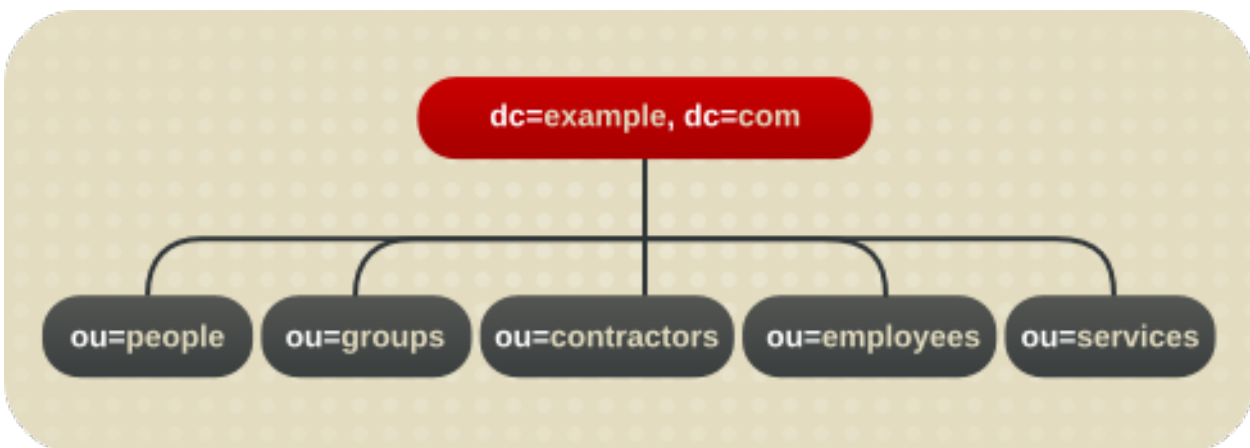 dc=example, dc=com
ou=people
ou=groups
ou=contractors
ou=employees
ou=services